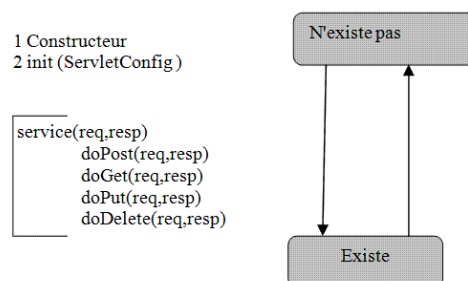 N'existe pas
1 Constructeur
2 init (ServletConfig )
service(req,resp)
doPost(req,resp)
doGet(req,resp)
doPut(req,resp)
doDelete(req,resp)
Existe